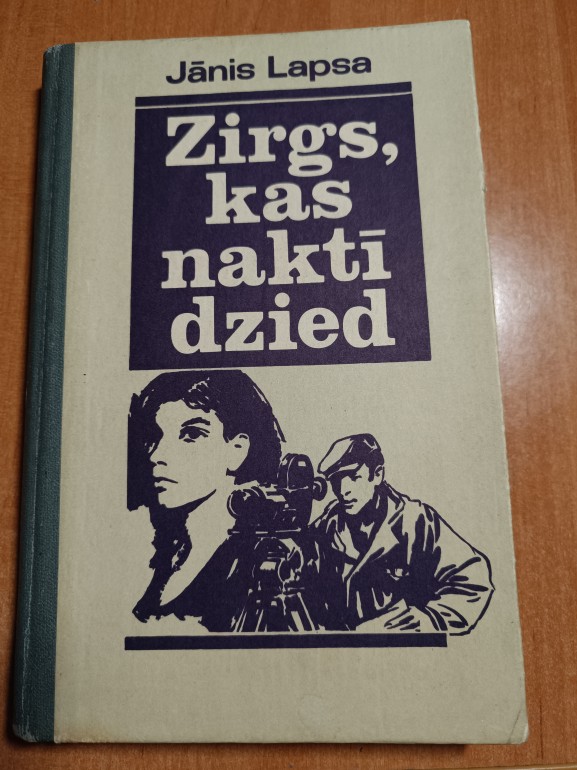 Jānis Lapsa
Zirgs,
kas
naktī
dzied